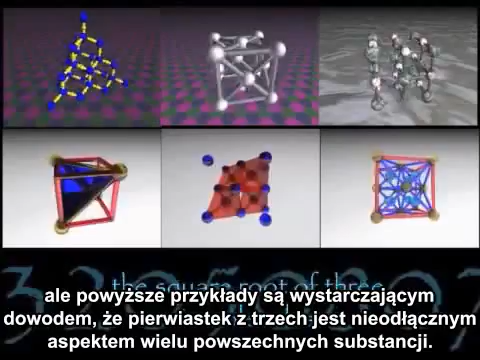 the square root of three
ale powyższe przykłady są wystarczającym
dowodem, że pierwiastek z trzech jest nieodłącznym
aspektem wielu powszechnych substancji.